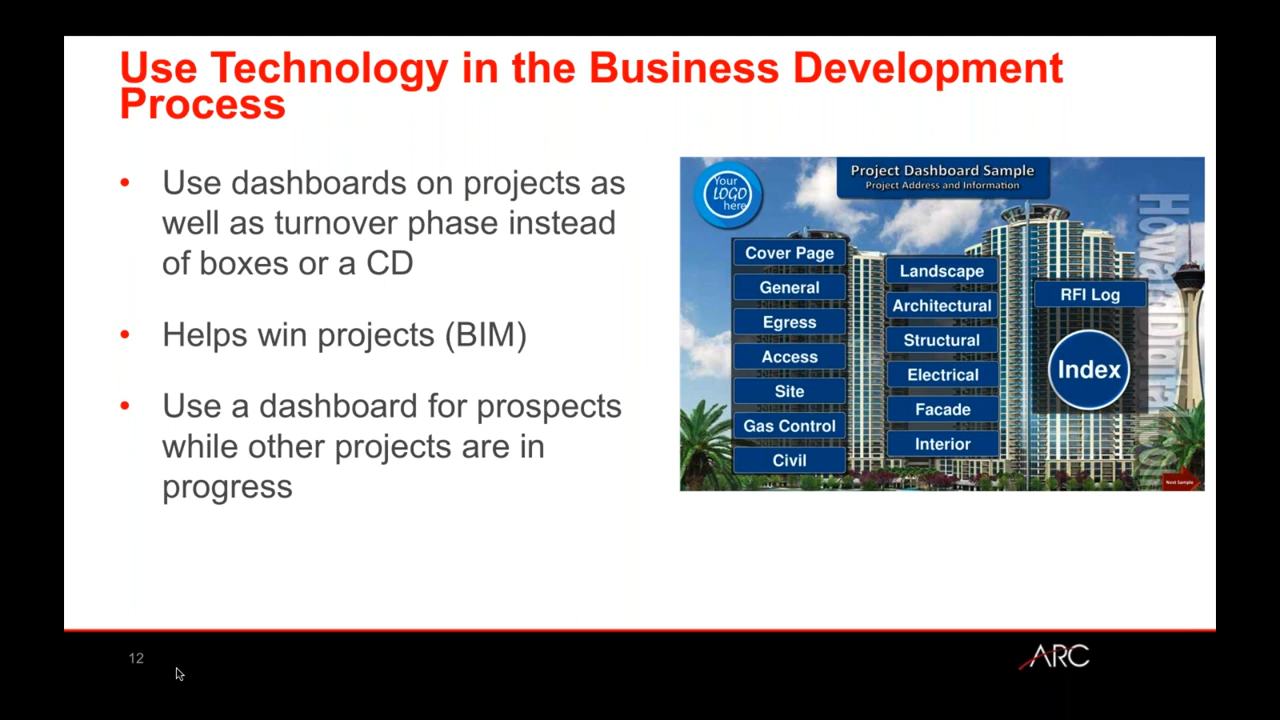 Use Technology in the Business Development
Process
• Use dashboards on projects as
well as turnover phase instead
of boxes or a CD
• Helps win projects (BIM)
• Use a dashboard for prospects
while other projects are in
progress
Your
LOGO
here
Project Dashboard Sample
Project Address and Information
Cover Page
General
Egress
Access
Site
Gas Control
Civil
Landscape
Architectural
Structural
Electrical
Facade
Interior
RFI Log
Index
Next Sample
12
ARC